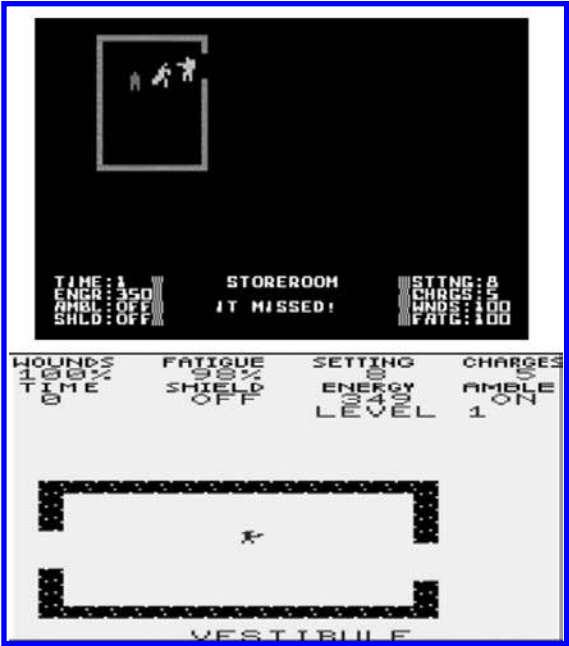 TIME:1
ENGR:350
AMBL:OFF
SHLD:OFF
STOREROOM
IT MISSED!
STTNG:8
CHRGS:5
WNDS:100
FATG:100
WOUNDS FATIGUE SETTING CHARGES
100% 98% 8 5
TIME SHIELD ENERGY AMBLE
0 OFF 349 ON
LEVEL 1
VESTIBULE